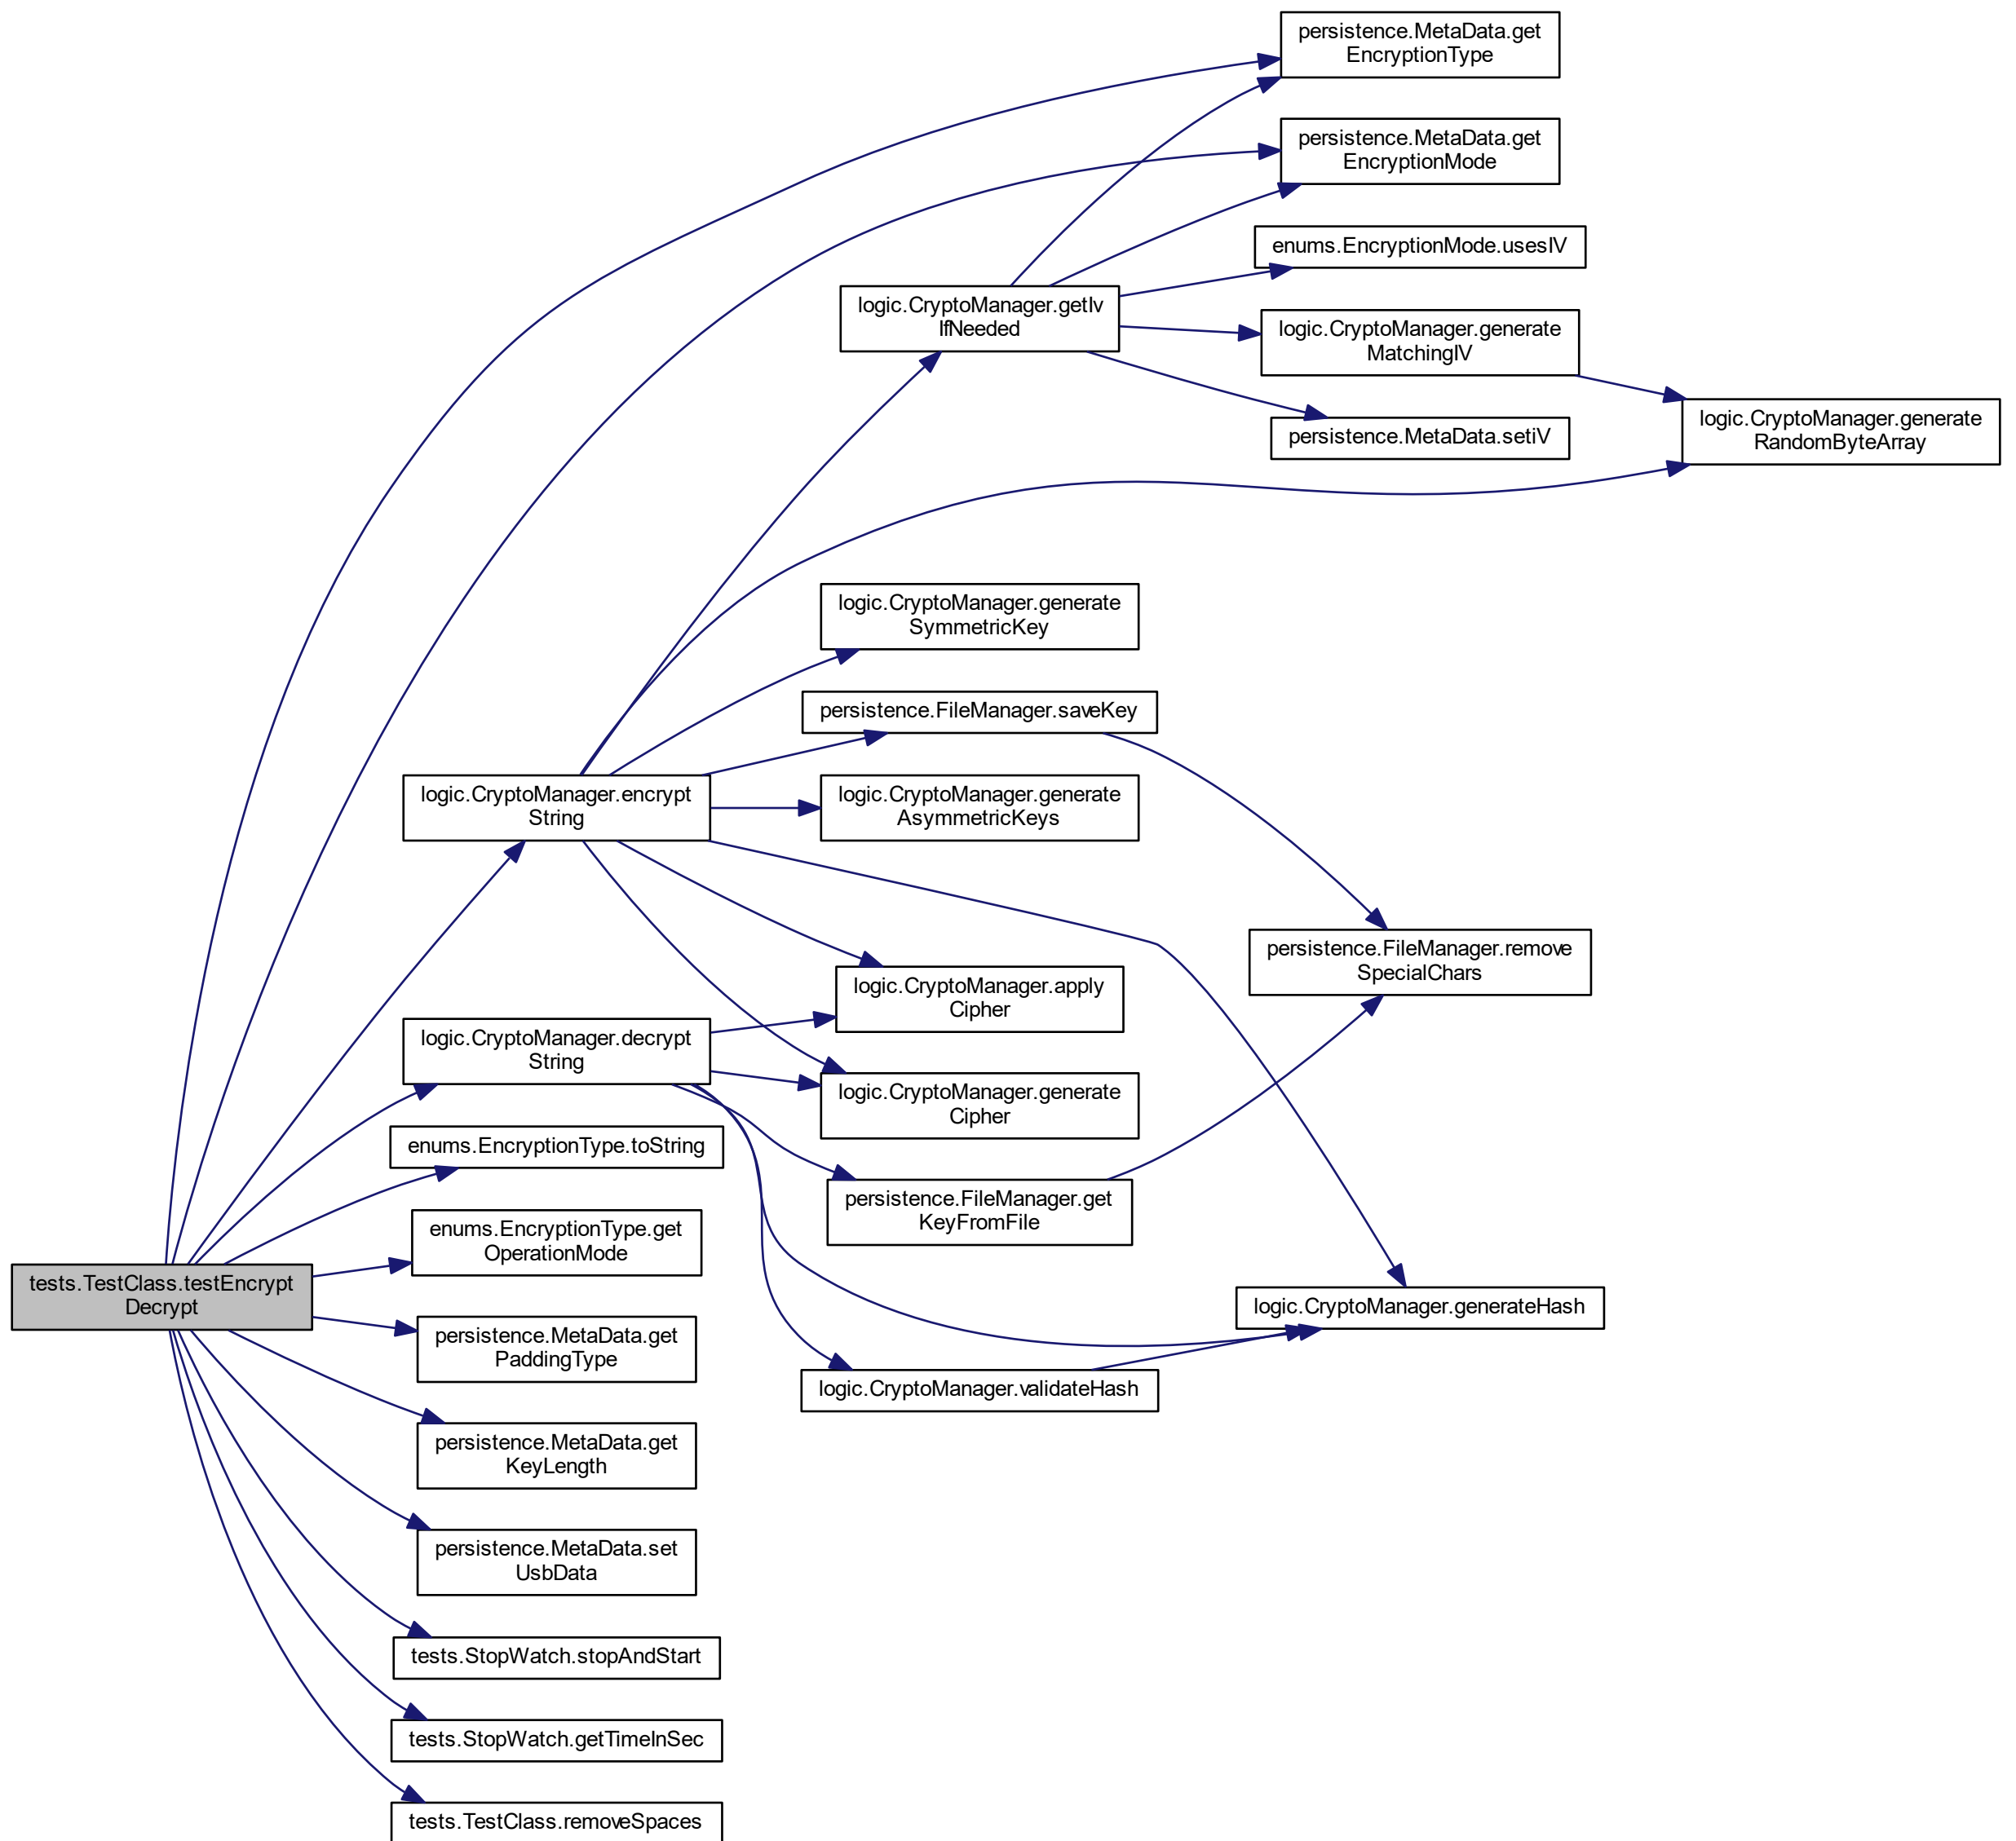 persistence.MetaData.get
EncryptionType
persistence.MetaData.get
EncryptionMode
enums.EncryptionMode.usesIV
logic.CryptoManager.getIv
IfNeeded
logic.CryptoManager.generate
MatchingIV
persistence.MetaData.setiV
logic.CryptoManager.generate
RandomByteArray
logic.CryptoManager.generate
SymmetricKey
persistence.FileManager.saveKey
logic.CryptoManager.encrypt
String
logic.CryptoManager.generate
AsymmetricKeys
persistence.FileManager.remove
SpecialChars
logic.CryptoManager.apply
Cipher
logic.CryptoManager.decrypt
String
logic.CryptoManager.generate
Cipher
enums.EncryptionType.toString
persistence.FileManager.get
KeyFromFile
enums.EncryptionType.get
OperationMode
tests.TestClass.testEncrypt
Decrypt
logic.CryptoManager.generateHash
persistence.MetaData.get
PaddingType
logic.CryptoManager.validateHash
persistence.MetaData.get
KeyLength
persistence.MetaData.set
UsbData
tests.StopWatch.stopAndStart
tests.StopWatch.getTimeInSec
tests.TestClass.removeSpaces